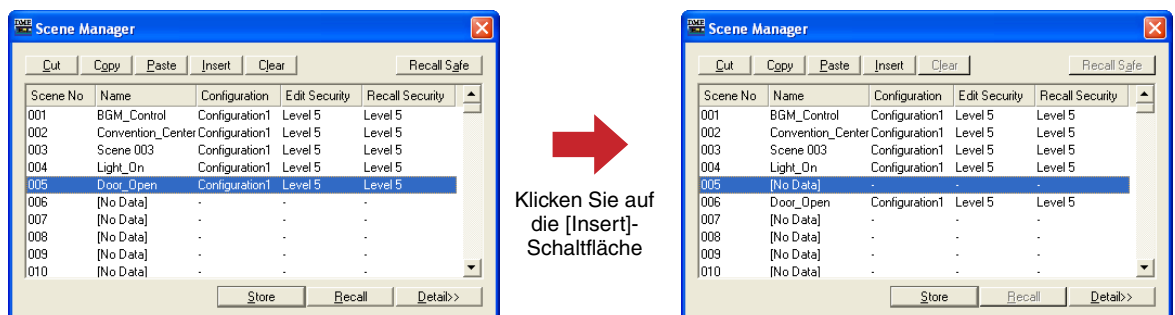 DME
Scene Manager
Cut Copy Paste Insert Clear Recall Safe
Scene No Name Configuration Edit Security Recall Security
001 BGM_Control Configuration1 Level 5 Level 5
002 Convention_Center Configuration1 Level 5 Level 5
003 Scene 003 Configuration1 Level 5 Level 5
004 Light_On Configuration1 Level 5 Level 5
005 Door_Open Configuration1 Level 5 Level 5
006 [No Data] - - -
007 [No Data] - - -
008 [No Data] - - -
009 [No Data] - - -
010 [No Data] - - -
Store Recall Detail>>
Klicken Sie auf
die [Insert]-
Schaltfläche
DME
Scene Manager
Cut Copy Paste Insert Clear Recall Safe
Scene No Name Configuration Edit Security Recall Security
001 BGM_Control Configuration1 Level 5 Level 5
002 Convention_Center Configuration1 Level 5 Level 5
003 Scene 003 Configuration1 Level 5 Level 5
004 Light_On Configuration1 Level 5 Level 5
005 [No Data] - - -
006 Door_Open Configuration1 Level 5 Level 5
007 [No Data] - - -
008 [No Data] - - -
009 [No Data] - - -
010 [No Data] - - -
Store Recall Detail>>